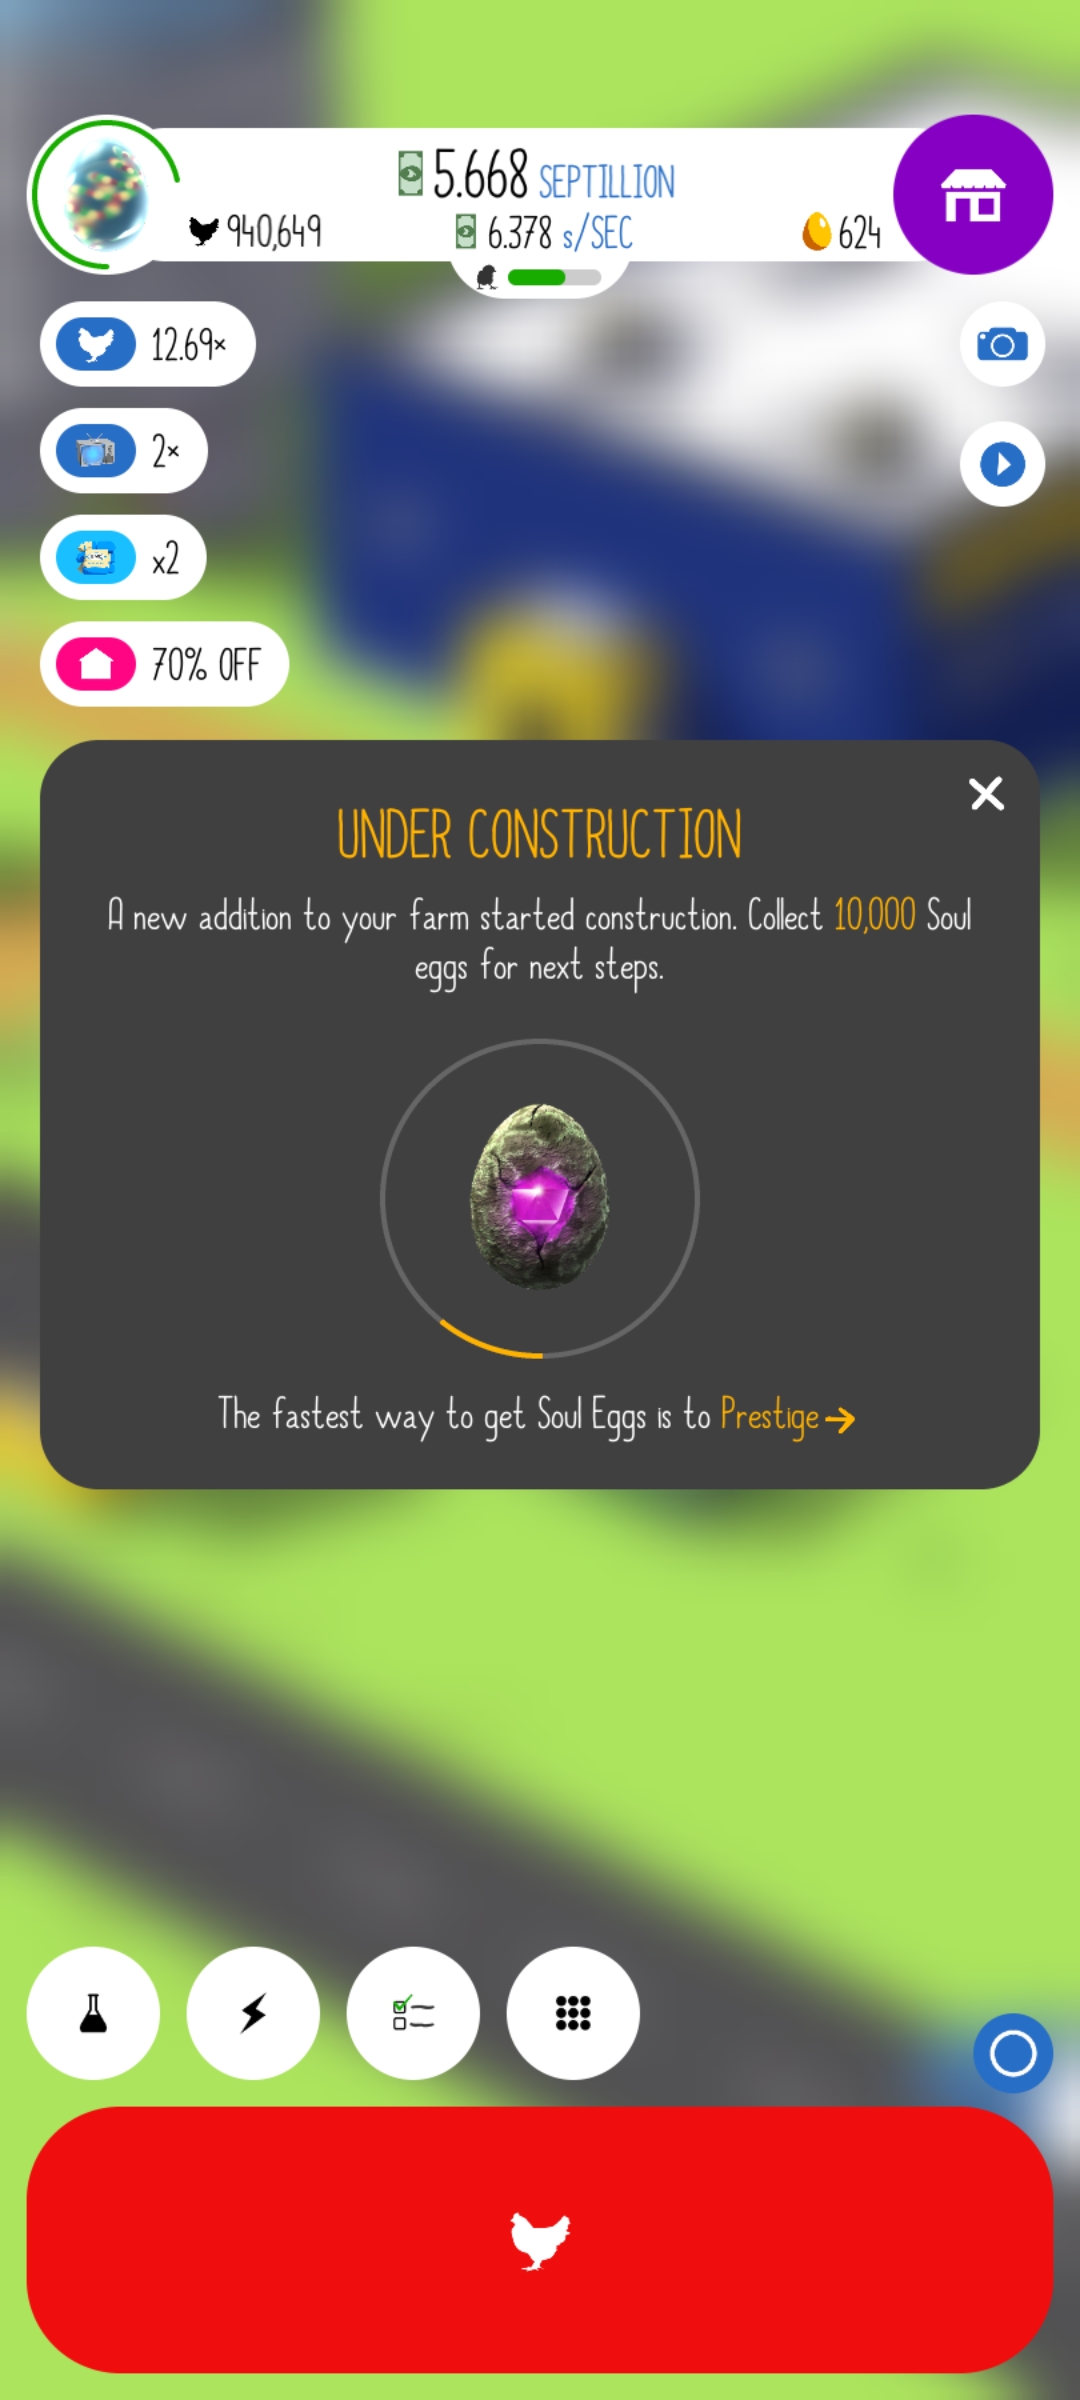 5.668 SEPTILLION
940,649
6.378 s/SEC
624
12.69×
2×
x2
70% OFF
UNDER CONSTRUCTION
A new addition to your farm started construction. Collect 10,000 Soul
eggs for next steps.
The fastest way to get Soul Eggs is to Prestige→